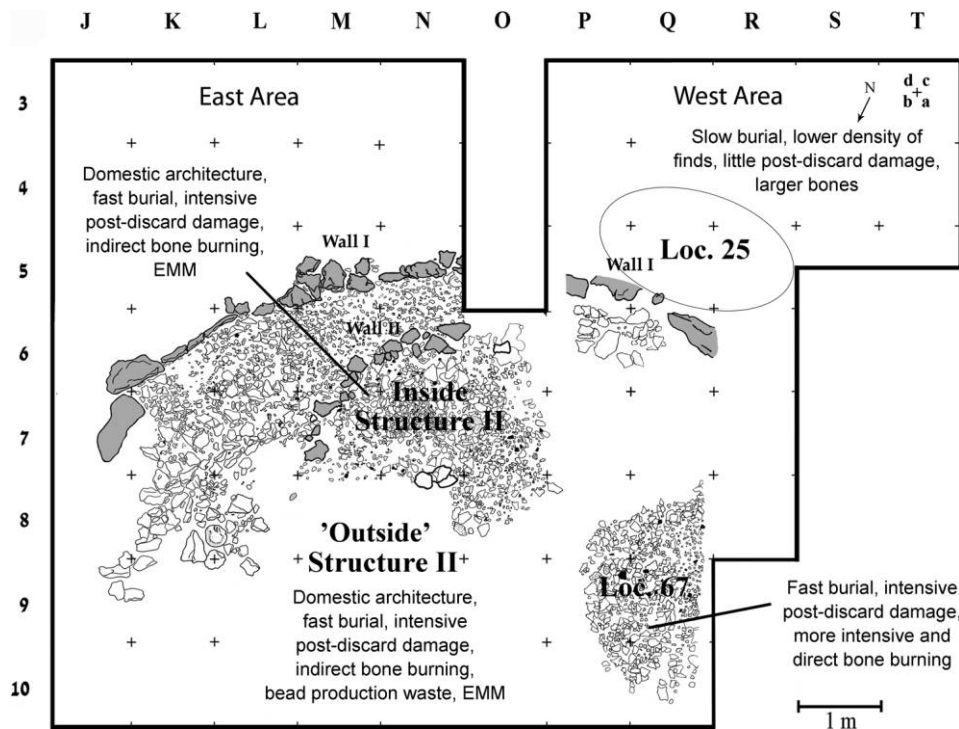 J K L M N O P Q R S T
3
4
5
6
7
8
9
10
East Area
West Area
N
d c
b a
Slow burial, lower density of
finds, little post-discard damage,
larger bones
Domestic architecture,
fast burial, intensive
post-discard damage,
indirect bone burning,
EMM
Wall I
Loc. 25
Wall I
Wall II
Inside
Structure II
'Outside'
Structure II
Domestic architecture,
fast burial, intensive
post-discard damage,
indirect bone burning,
bead production waste, EMM
Loc. 67
Fast burial, intensive
post-discard damage,
more intensive and
direct bone burning
1 m